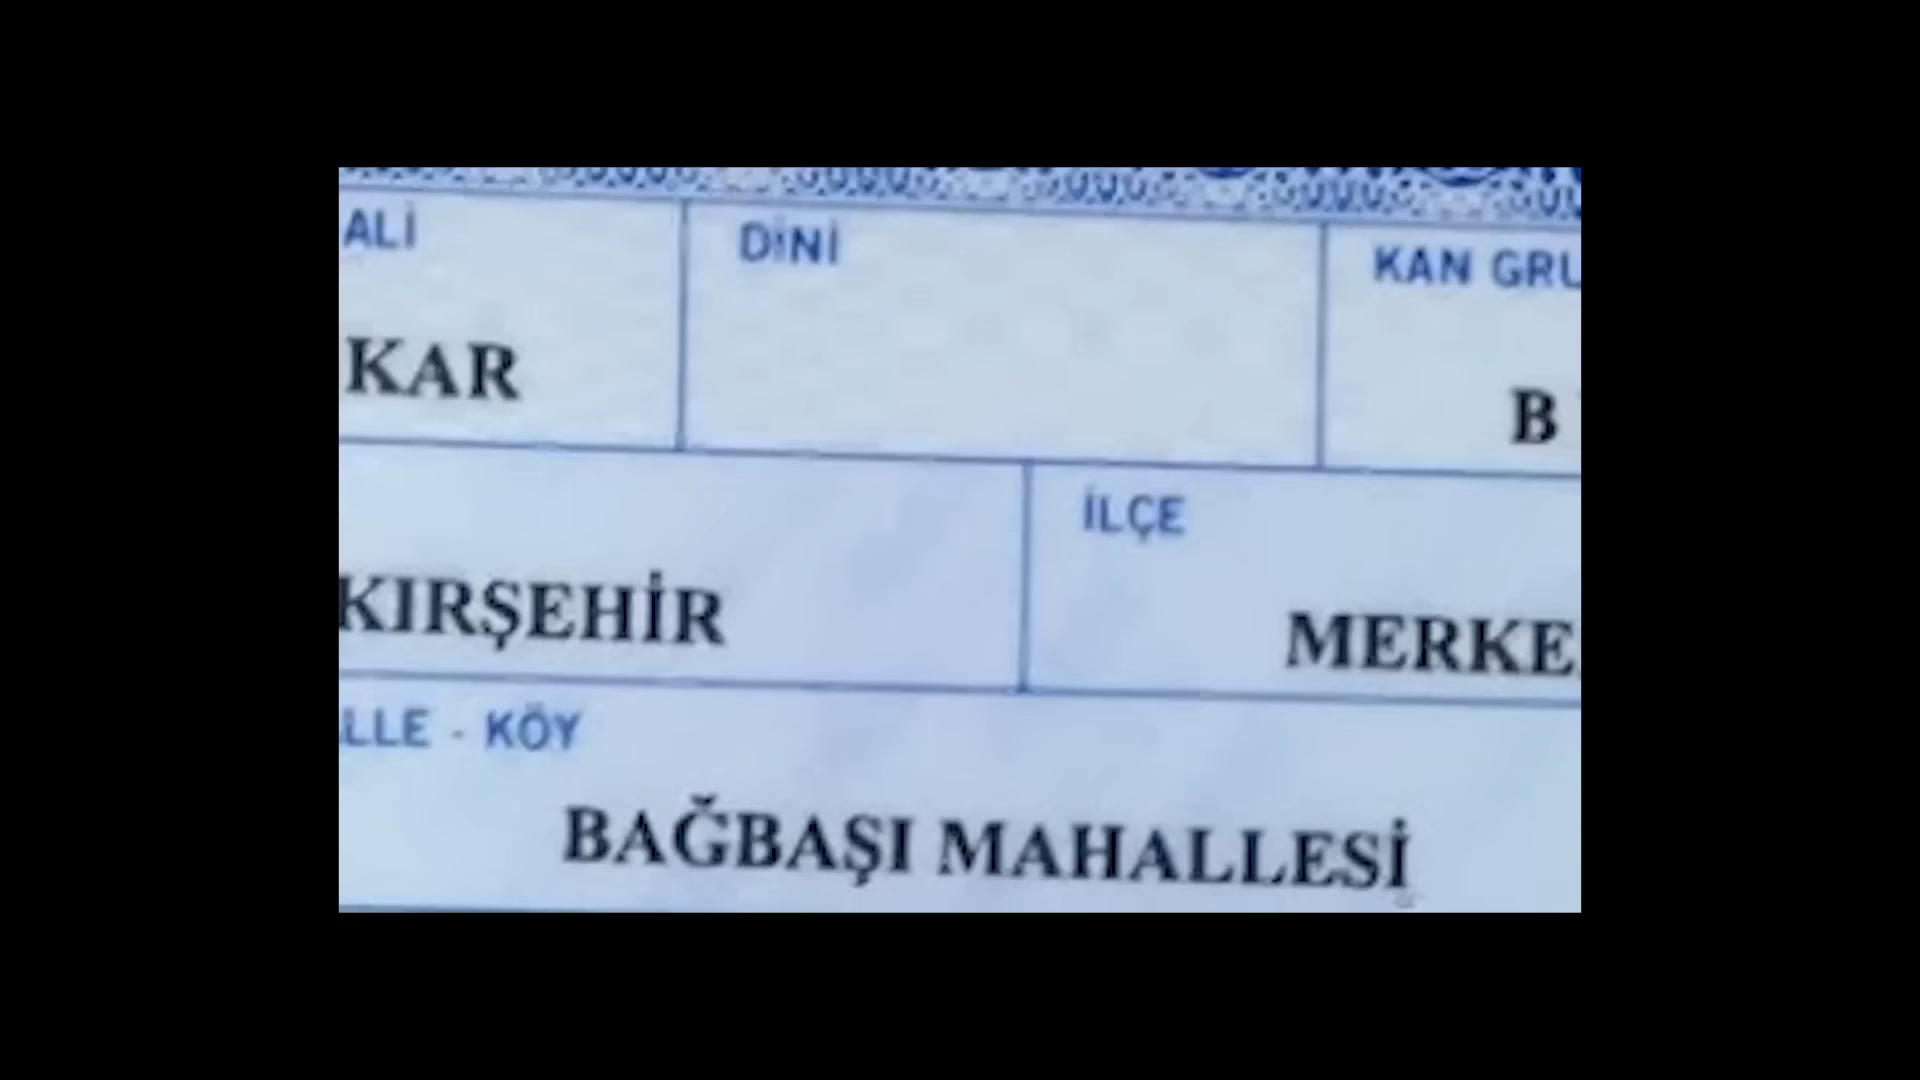 ALİ DİNİ KAN GRU
KAR B
İLÇE
KIRŞEHİR MERKE
LLE - KÖY
BAĞBAŞI MAHALLESİ